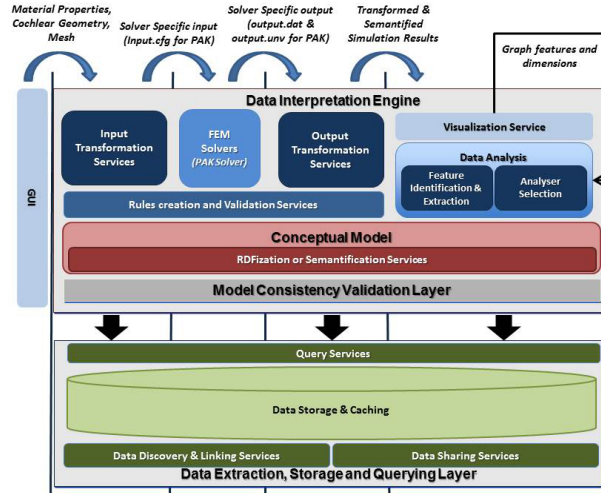 Material Properties,
Cochlear Geometry,
Mesh
Solver Specific input
(Input.cfg for PAK)
Solver Specific output
(output.dat &
output.unv for PAK)
Transformed &
Semantified
Simulation Results
Graph features and
dimensions
GUI
Data Interpretation Engine
Input
Transformation
Services
FEM
Solvers
(PAK Solver)
Output
Transformation
Services
Visualization Service
Data Analysis
Feature
Identification &
Extraction
Analyser
Selection
Rules creation and Validation Services
Conceptual Model
RDFization or Semantification Services
Model Consistency Validation Layer
Query Services
Data Storage & Caching
Data Discovery & Linking Services
Data Sharing Services
Data Extraction, Storage and Querying Layer